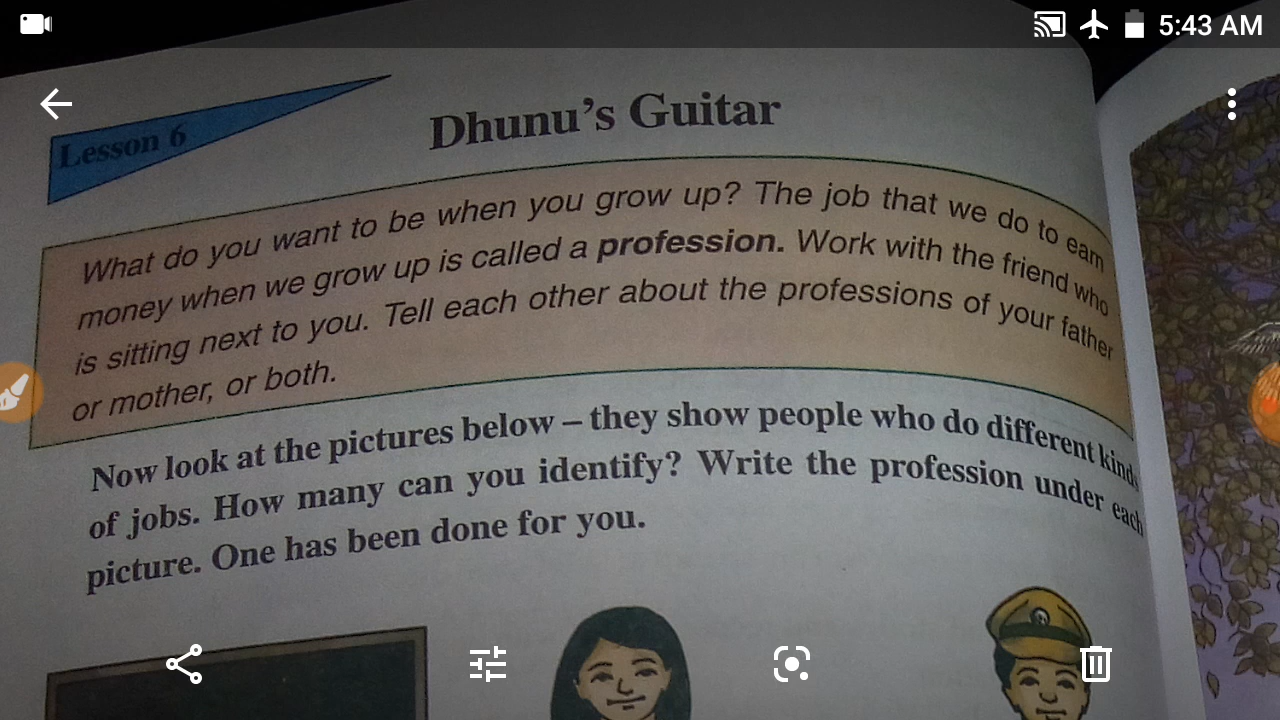 5:43 AM
Lesson 6
Dhunu's Guitar
What do you want to be when you grow up? The job that we do to earn
money when we grow up is called a profession. Work with the friend who
is sitting next to you. Tell each other about the professions of your father
or mother, or both.
Now look at the pictures below – they show people who do different kinds
of jobs. How many can you identify? Write the profession under each
picture. One has been done for you.